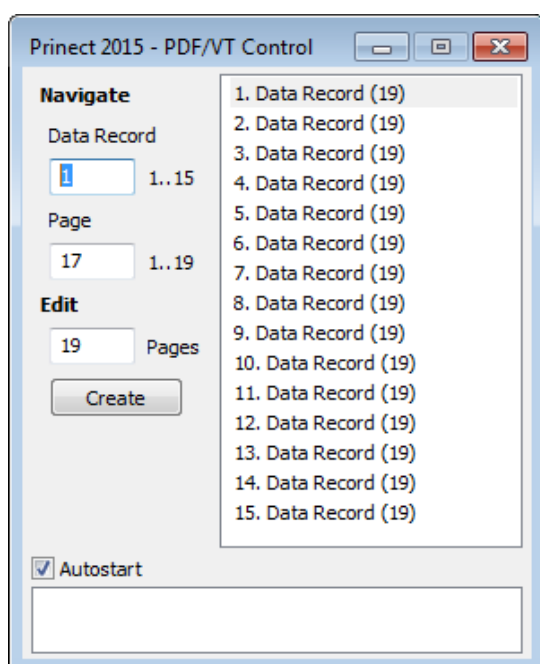 Prinect 2015 - PDF/VT Control
Navigate
Data Record
1 1..15
Page
17 1..19
Edit
19 Pages
Create
1. Data Record (19)
2. Data Record (19)
3. Data Record (19)
4. Data Record (19)
5. Data Record (19)
6. Data Record (19)
7. Data Record (19)
8. Data Record (19)
9. Data Record (19)
10. Data Record (19)
11. Data Record (19)
12. Data Record (19)
13. Data Record (19)
14. Data Record (19)
15. Data Record (19)
Autostart